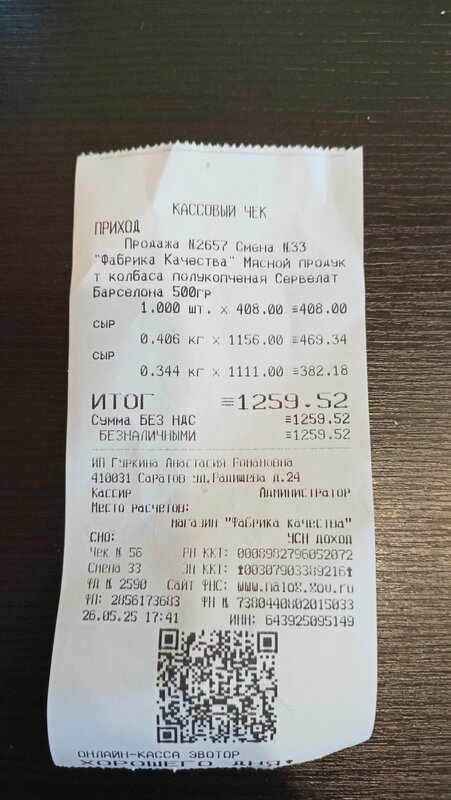 КАССОВЫЙ ЧЕК
ПРИХОД
Продажа №2657 Смена №33
"Фабрика Качества" Мясной продук
т колбаса полукопченая Сервелат
Барселона 500гр
1.000 шт. x 408.00 =408.00
сыр
0.406 кг x 1156.00 =469.34
сыр
0.344 кг x 1111.00 =382.18
ИТОГ =1259.52
Сумма БЕЗ НДС =1259.52
БЕЗНАЛИЧНЫМИ =1259.52
ИП Гуркина Анастасия Романовна
410031 Саратов ул.Радищева д.24
Кассир Администратор
Место расчетов:
магазин "Фабрика качества"
СНО: УСН доход
Чек № 56 РН ККТ: 0008982796052072
Смена 33 ЗН ККТ: 00307903389216
ФД № 2590 Сайт ФНС: www.nalog.gov.ru
ФП: 2856173683 ФН № 7380440802015033
26.05.25 17:41 ИНН: 643925095149
ОНЛАЙН-КАССА ЭВОТОР
ХОРОШЕГО ДНЯ!